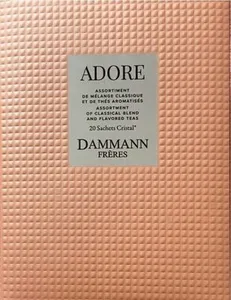 ADORE
ASSORTIMENT
DE MÉLANGE CLASSIQUE
ET DE THÉS AROMATISÉS
ASSORTMENT
OF CLASSICAL BLEND
AND FLAVORED TEAS
20 Sachets Cristal*
DAMMANN
FRÈRES